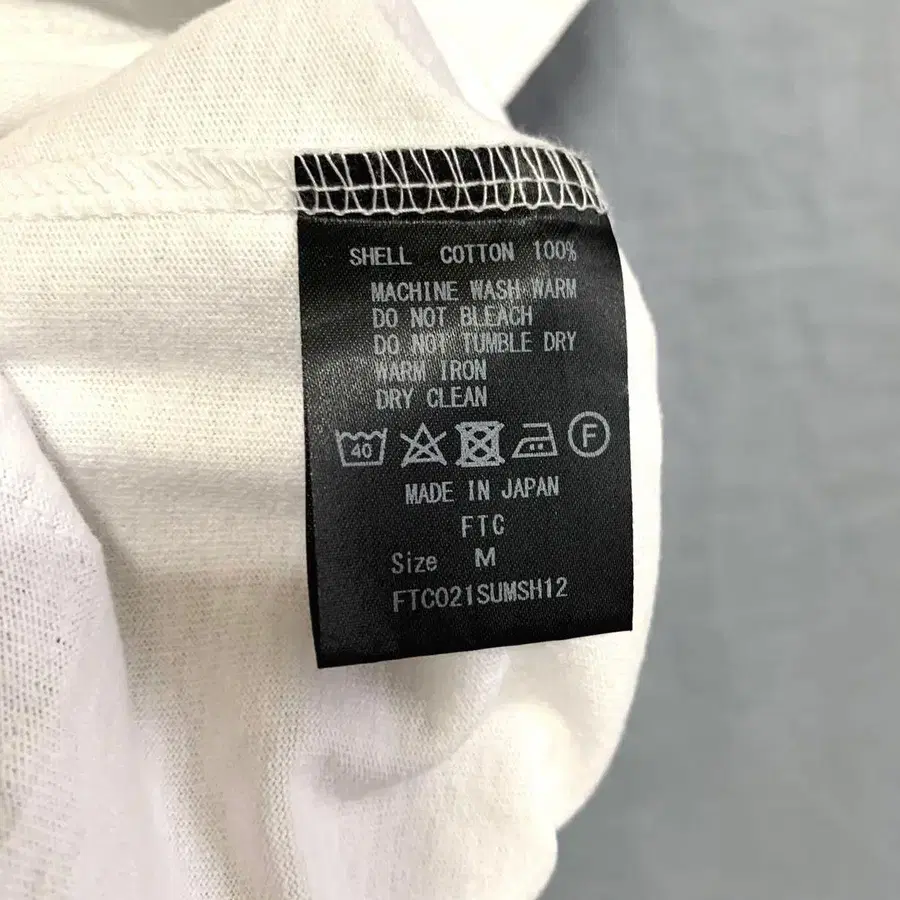 SHELL COTTON 100%
MACHINE WASH WARM
DO NOT BLEACH
DO NOT TUMBLE DRY
WARM IRON
DRY CLEAN
40 F
MADE IN JAPAN
FTC
Size M
FTC021SUMSH12